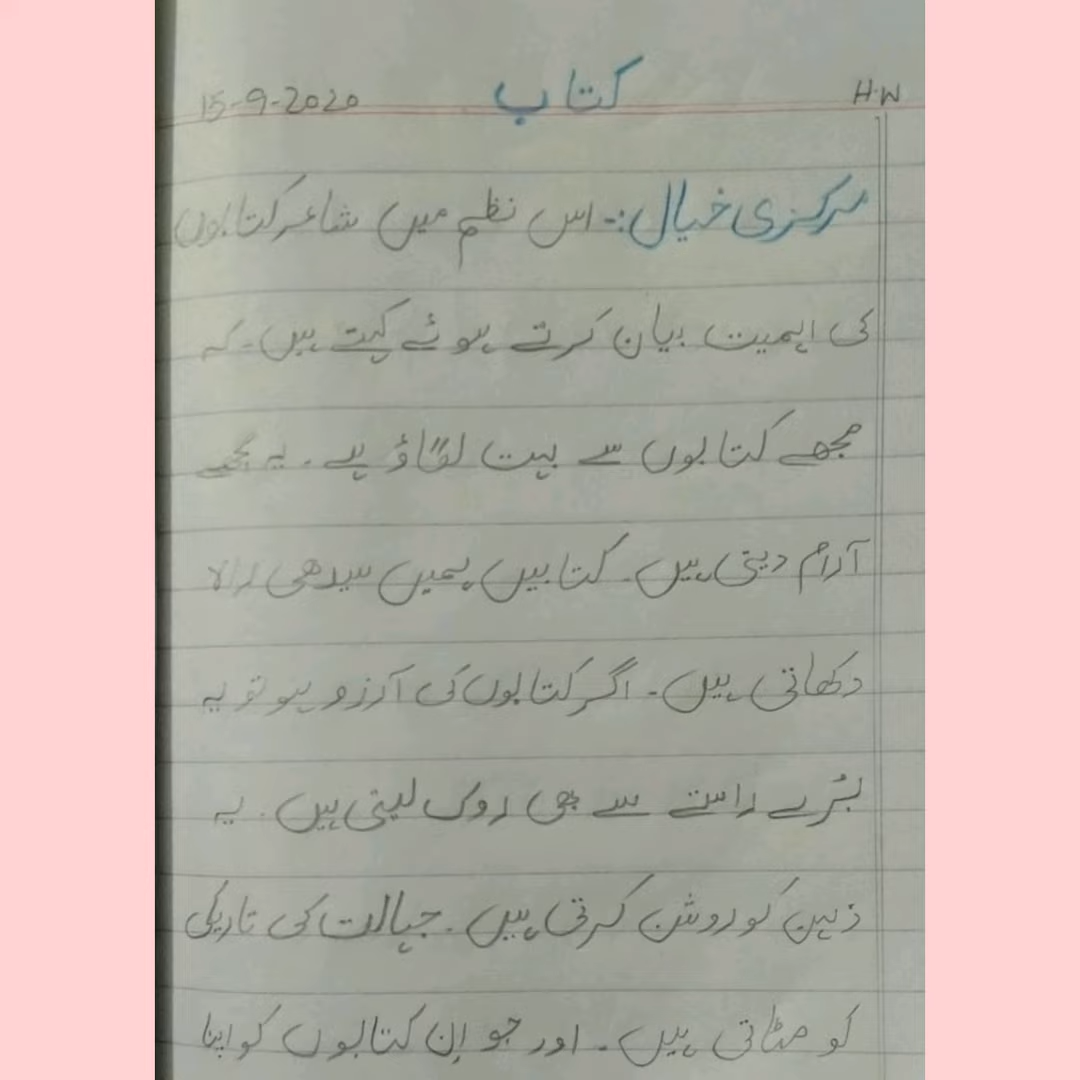 H.W کتاب 15-9-2020
مرکزی خیال:- اس نظم میں شاعر کتابوں
کی اہمیت بیان کرتے ہوئے کہتے ہیں۔ کہ
مجھے کتابوں سے بہت لگاؤ ہے۔ یہ مجھے
آرام دیتی ہیں۔ کتابیں ہمیں سیدھی راہ
دکھاتی ہیں۔ اگر کتابوں کی آرزو ہو تو یہ
بُرے راستے سے بھی روک لیتی ہیں۔ یہ
ذہین کو روشن کرتی ہیں۔ جہالت کی تاریکی
کو مٹاتی ہیں۔ اور جو اِن کتابوں کو اپنا